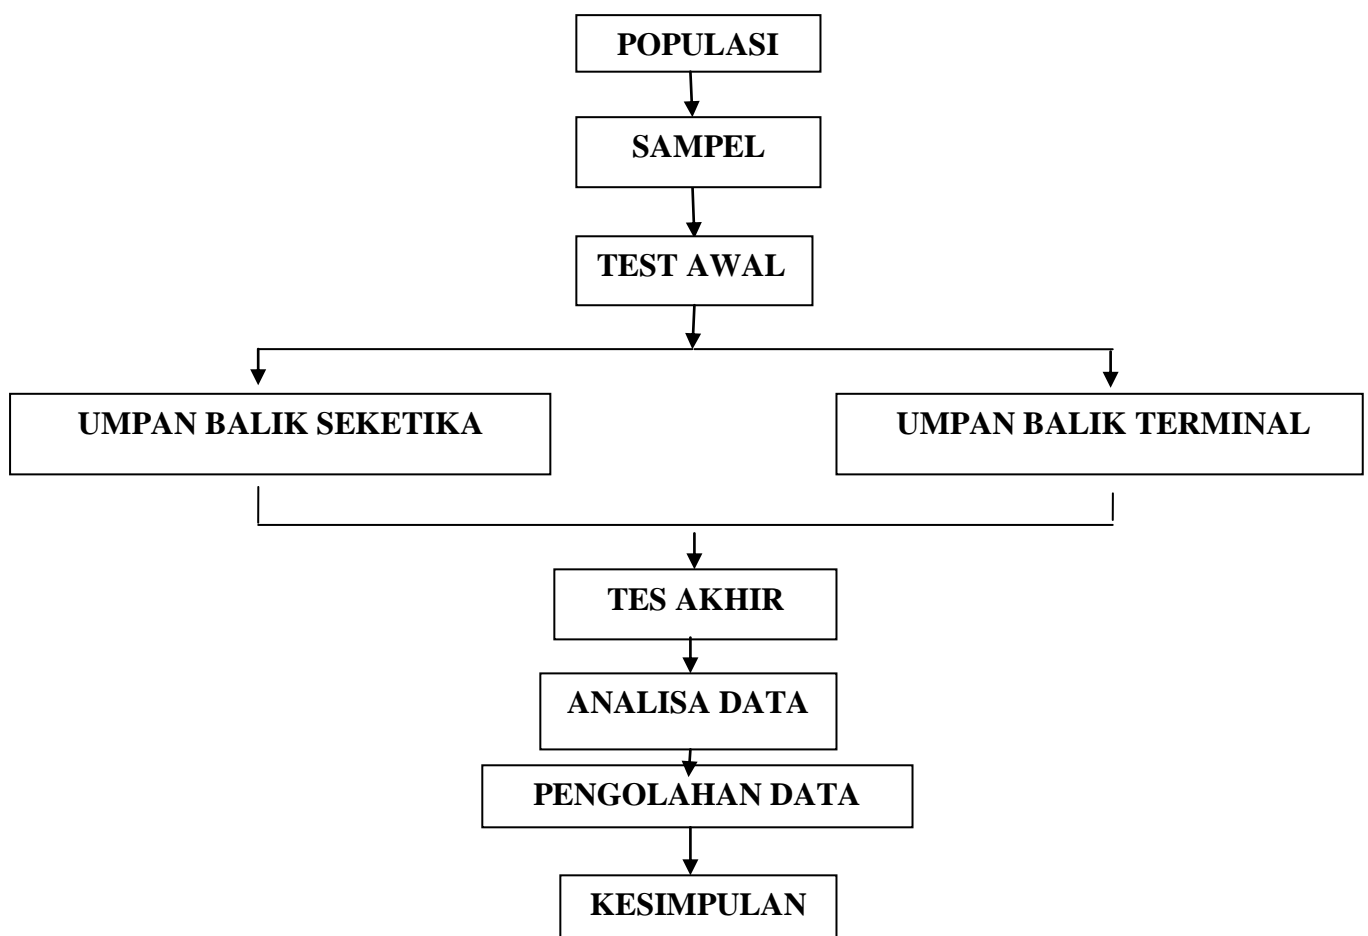 POPULASI
SAMPEL
TEST AWAL
UMPAN BALIK SEKETIKA
UMPAN BALIK TERMINAL
TES AKHIR
ANALISA DATA
PENGOLAHAN DATA
KESIMPULAN